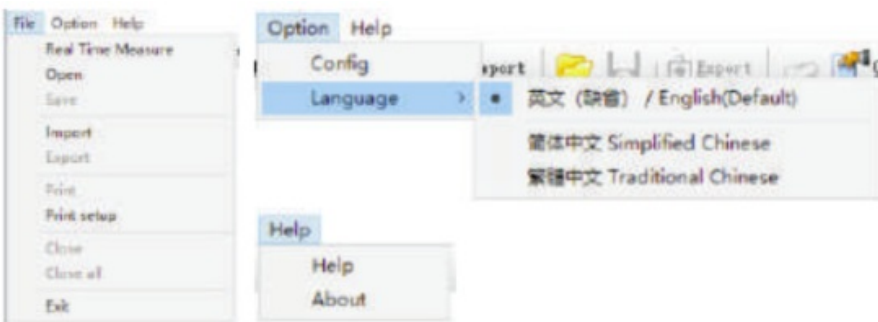 File Option Help
Real Time Measure
Open
Save
Import
Export
Print
Print setup
Close
Close all
Exit
Option Help
Config
Language
port
Export
英文（缺省） / English(Default)
简体中文 Simplified Chinese
繁體中文 Traditional Chinese
Help
Help
About